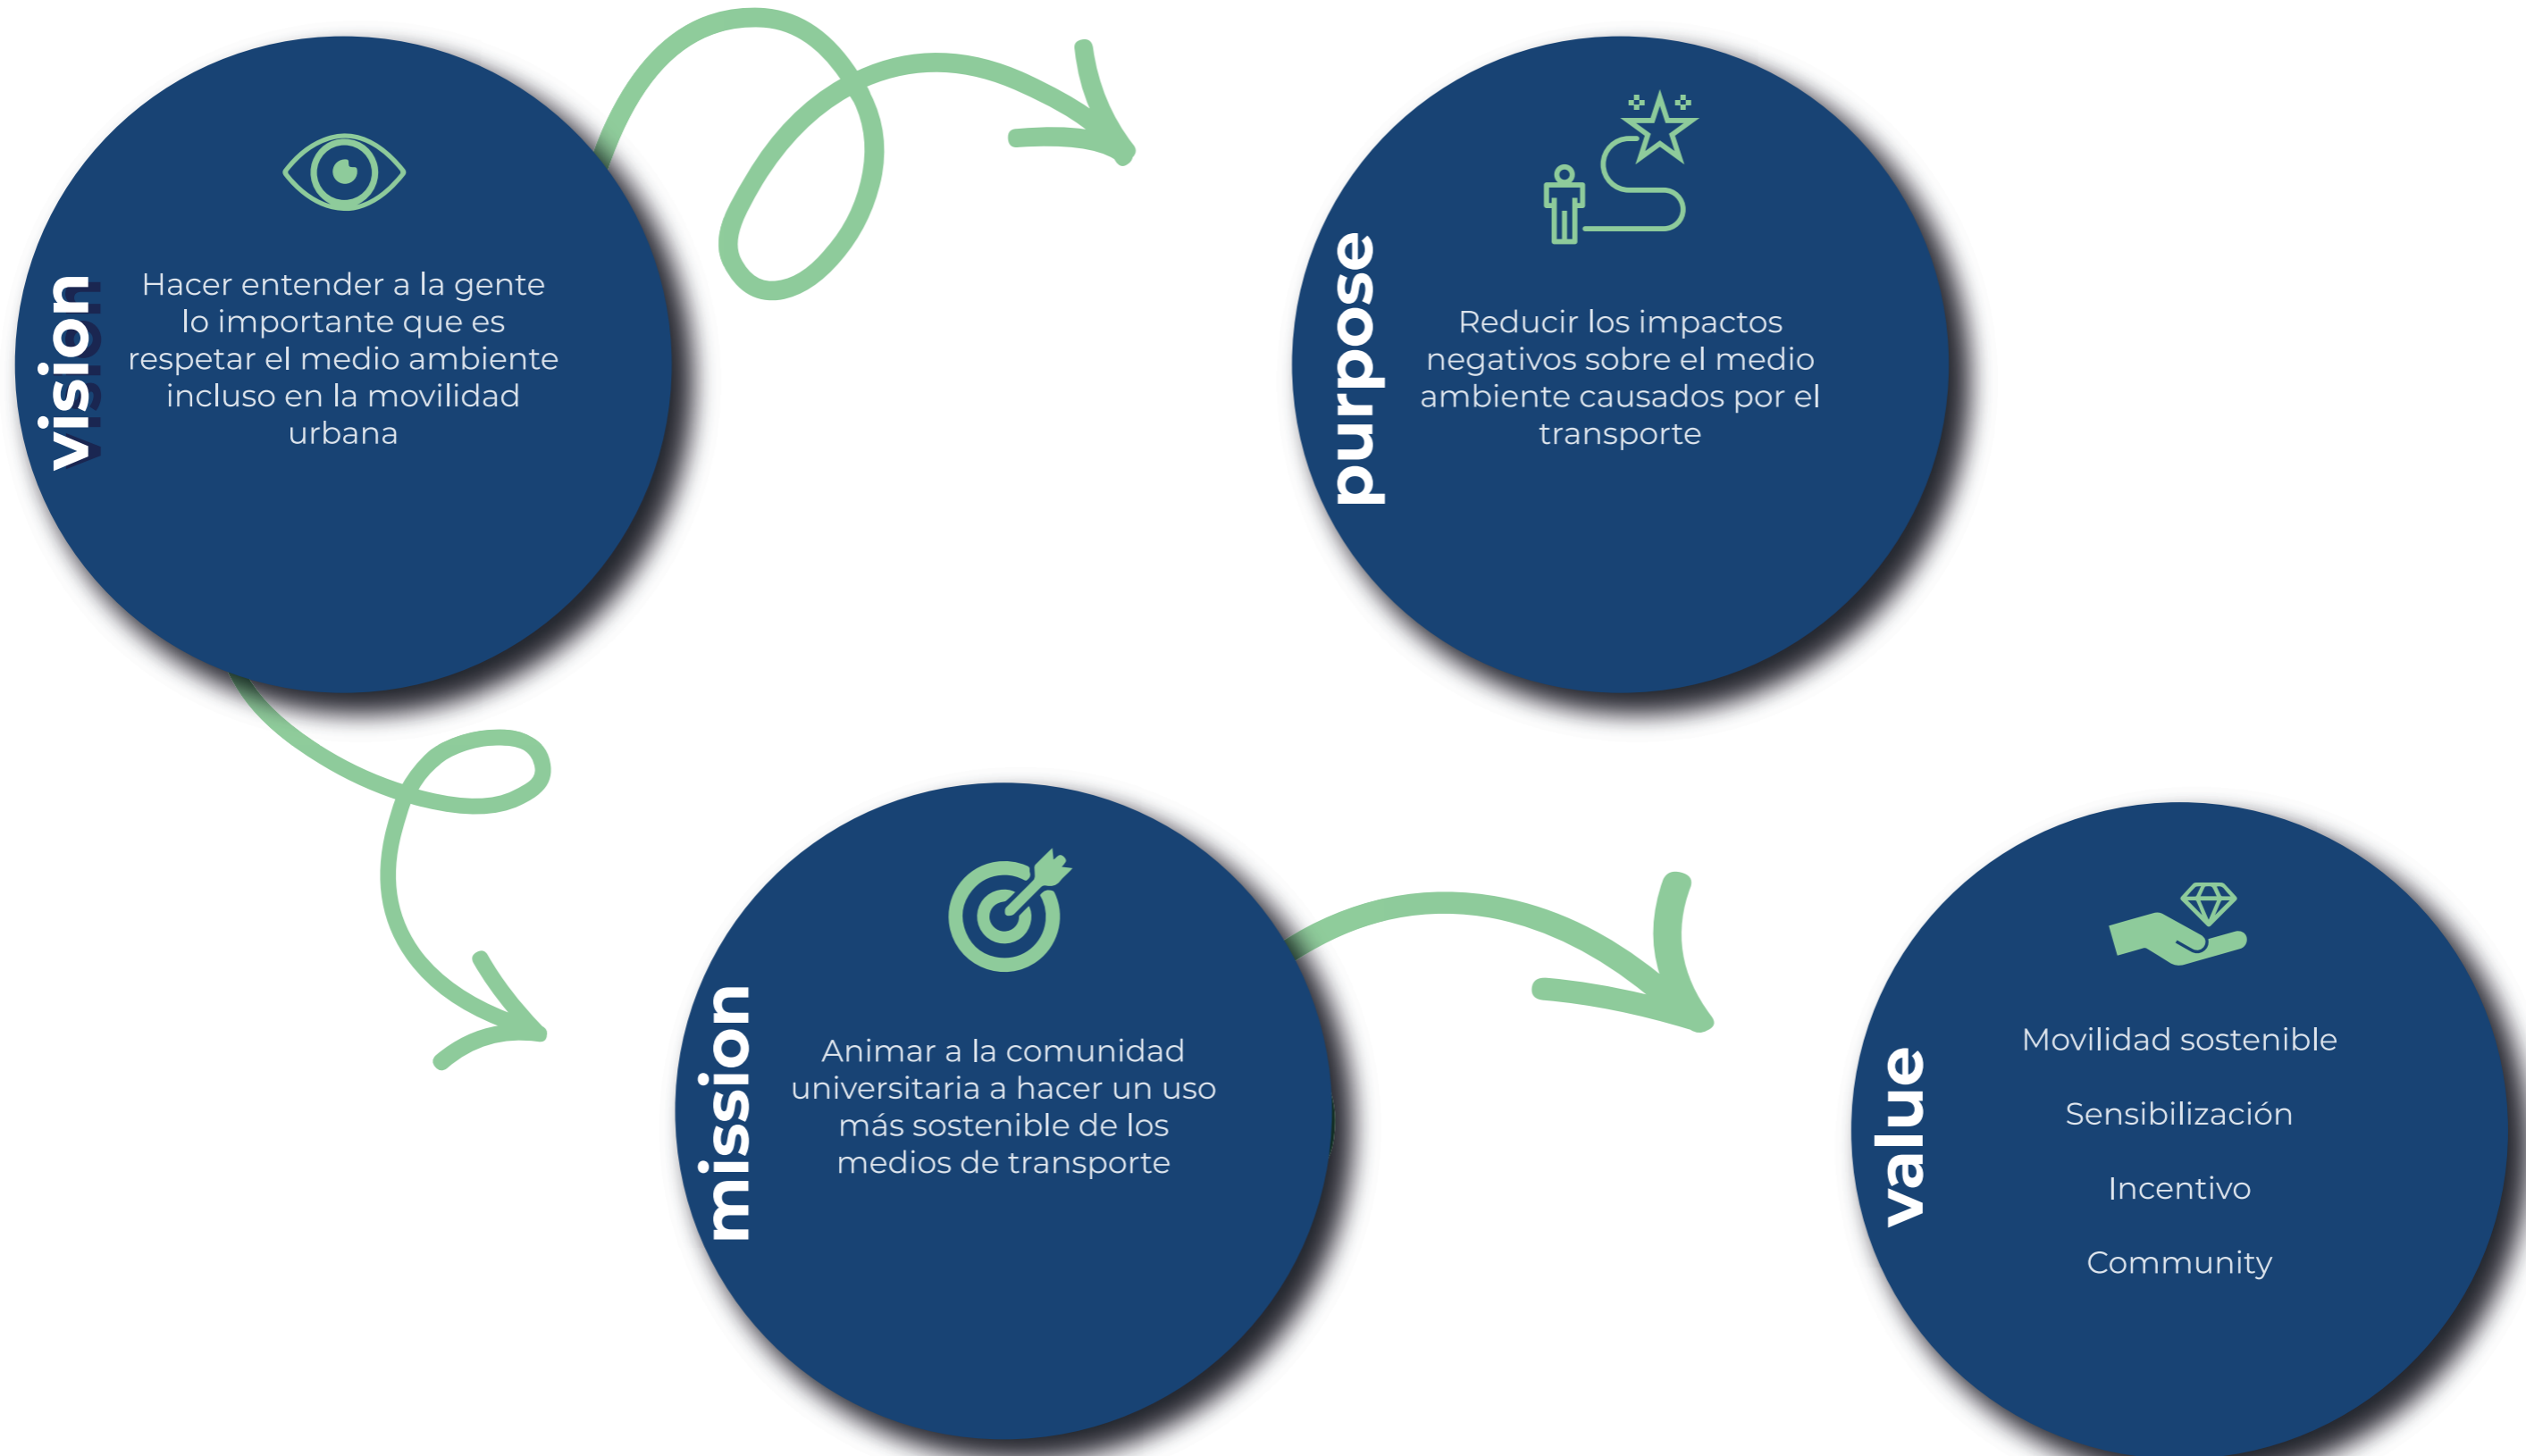 vision
Hacer entender a la gente
lo importante que es
respetar el medio ambiente
incluso en la movilidad
urbana
purpose
Reducir los impactos
negativos sobre el medio
ambiente causados por el
transporte
mission
Animar a la comunidad
universitaria a hacer un uso
más sostenible de los
medios de transporte
value
Movilidad sostenible
Sensibilización
Incentivo
Community